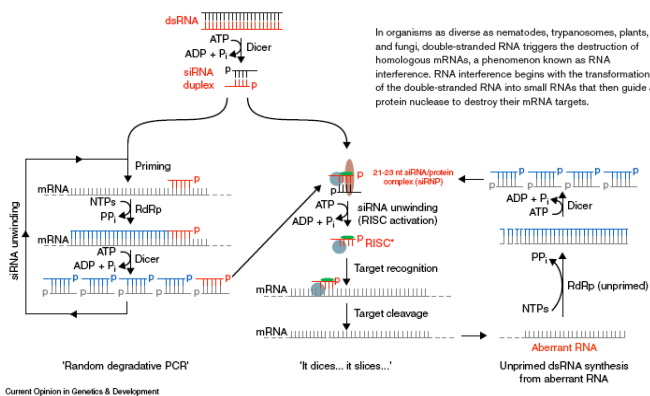 dsRNA
ATP
ADP + Pi
Dicer
siRNA
duplex
p
p
In organisms as diverse as nematodes, trypanosomes, plants,
and fungi, double-stranded RNA triggers the destruction of
homologous mRNAs, a phenomenon known as RNA
interference. RNA interference begins with the transformation
of the double-stranded RNA into small RNAs that then guide a
protein nuclease to destroy their mRNA targets.
siRNA unwinding
Priming
p
mRNA
NTPs
PPi
RdRp
p
mRNA
ATP
ADP + Pi
Dicer
p p p p p
p p p p p
'Random degradative PCR'
p
p
21-23 nt siRNA/protein
complex (siRNP)
ATP
ADP + Pi
siRNA unwinding
(RISC activation)
p
RISC*
Target recognition
p
mRNA
Target cleavage
mRNA
'It dices... it slices...'
p p p p
p p p p
ADP + Pi
ATP
Dicer
PPi
RdRp (unprimed)
NTPs
Aberrant RNA
Unprimed dsRNA synthesis
from aberrant RNA
Current Opinion in Genetics & Development